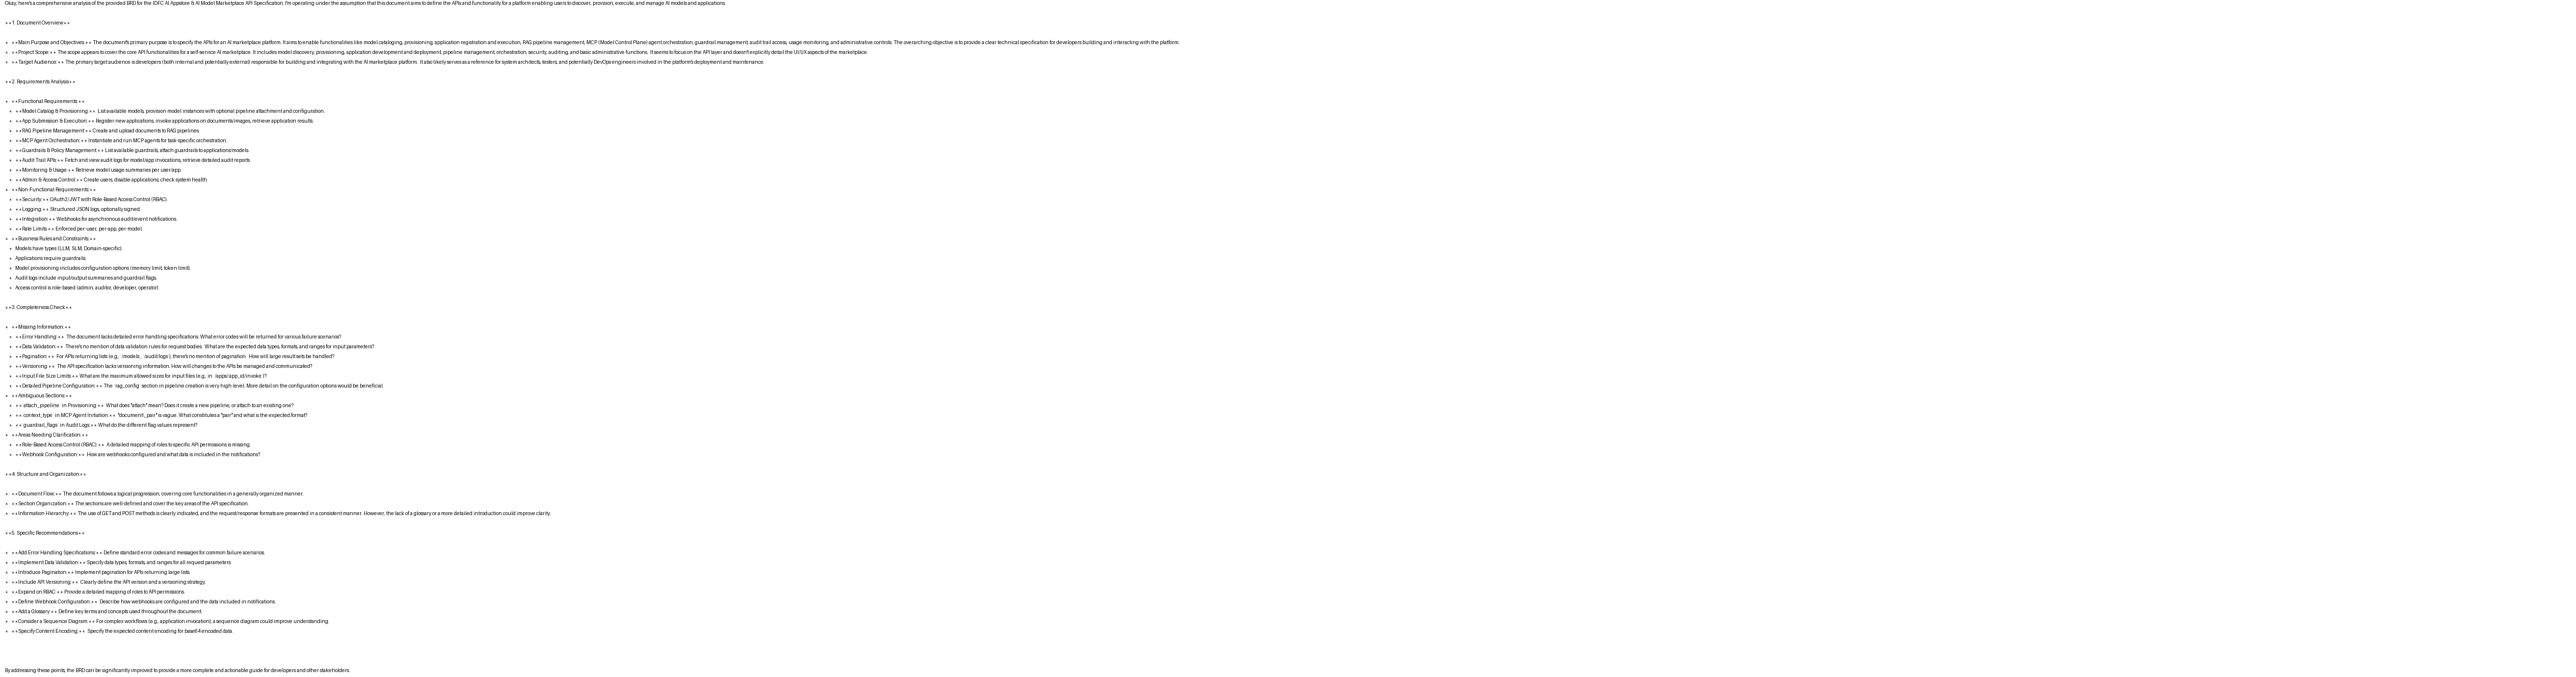 Okay, here's a comprehensive analysis of the provided BRD for the IDFC AI Appstore & AI Model Marketplace API Specification. I'm operating under the assumption that this document aims to define the APIs and functionality for a platform enabling users to discover, provision, execute, and manage AI models and applications.
**1. Document Overview**
* **Main Purpose and Objectives:** The document's primary purpose is to specify the APIs for an AI marketplace platform. It aims to enable functionalities like model cataloging, provisioning, application registration and execution, RAG pipeline management, MCP (Model Control Plane) agent orchestration, guardrail management, audit trail access, usage monitoring, and administrative controls. The overarching objective is to provide a clear technical specification for developers building and interacting with the platform.
* **Project Scope:** The scope appears to cover the core API functionalities for a self-service AI marketplace. It includes model discovery, provisioning, application development and deployment, pipeline management, orchestration, security, auditing, and basic administrative functions. It seems to focus on the API layer and doesn't explicitly detail the UI/UX aspects of the marketplace.
* **Target Audience:** The primary target audience is developers (both internal and potentially external) responsible for building and integrating with the AI marketplace platform. It also likely serves as a reference for system architects, testers, and potentially DevOps engineers involved in the platform's deployment and maintenance.
**2. Requirements Analysis**
* **Functional Requirements:**
* **Model Catalog & Provisioning:** List available models, provision model instances with optional pipeline attachment and configuration.
* **App Submission & Execution:** Register new applications, invoke applications on documents/images, retrieve application results.
* **RAG Pipeline Management:** Create and upload documents to RAG pipelines.
* **MCP Agent Orchestration:** Instantiate and run MCP agents for task-specific orchestration.
* **Guardrails & Policy Management:** List available guardrails, attach guardrails to applications/models.
* **Audit Trail APIs:** Fetch and view audit logs for model/app invocations, retrieve detailed audit reports.
* **Monitoring & Usage:** Retrieve model usage summaries per user/app.
* **Admin & Access Control:** Create users, disable applications, check system health.
* **Non-Functional Requirements:**
* **Security:** OAuth2/JWT with Role-Based Access Control (RBAC).
* **Logging:** Structured JSON logs, optionally signed.
* **Integration:** Webhooks for asynchronous audit/event notifications.
* **Rate Limits:** Enforced per-user, per-app, per-model.
* **Business Rules and Constraints:**
* Models have types (LLM, SLM, Domain-specific).
* Applications require guardrails.
* Model provisioning includes configuration options (memory limit, token limit).
* Audit logs include input/output summaries and guardrail flags.
* Access control is role-based (admin, auditor, developer, operator).
**3. Completeness Check**
* **Missing Information:**
* **Error Handling:** The document lacks detailed error handling specifications. What error codes will be returned for various failure scenarios?
* **Data Validation:** There's no mention of data validation rules for request bodies. What are the expected data types, formats, and ranges for input parameters?
* **Pagination:** For APIs returning lists (e.g., `/models`, `/audit/logs`), there's no mention of pagination. How will large result sets be handled?
* **Versioning:** The API specification lacks versioning information. How will changes to the APIs be managed and communicated?
* **Input File Size Limits:** What are the maximum allowed sizes for input files (e.g., in `/apps/app_id/invoke`)?
* **Detailed Pipeline Configuration:** The `rag_config` section in pipeline creation is very high-level. More detail on the configuration options would be beneficial.
* **Ambiguous Sections:**
* **`attach_pipeline` in Provisioning:** What does "attach" mean? Does it create a new pipeline, or attach to an existing one?
* **`context_type` in MCP Agent Initiation:** "document\_pair" is vague. What constitutes a "pair" and what is the expected format?
* **`guardrail_flags` in Audit Logs:** What do the different flag values represent?
* **Areas Needing Clarification:**
* **Role-Based Access Control (RBAC):** A detailed mapping of roles to specific API permissions is missing.
* **Webhook Configuration:** How are webhooks configured and what data is included in the notifications?
**4. Structure and Organization**
* **Document Flow:** The document follows a logical progression, covering core functionalities in a generally organized manner.
* **Section Organization:** The sections are well-defined and cover the key areas of the API specification.
* **Information Hierarchy:** The use of GET and POST methods is clearly indicated, and the request/response formats are presented in a consistent manner. However, the lack of a glossary or a more detailed introduction could improve clarity.
**5. Specific Recommendations**
* **Add Error Handling Specifications:** Define standard error codes and messages for common failure scenarios.
* **Implement Data Validation:** Specify data types, formats, and ranges for all request parameters.
* **Introduce Pagination:** Implement pagination for APIs returning large lists.
* **Include API Versioning:** Clearly define the API version and a versioning strategy.
* **Expand on RBAC:** Provide a detailed mapping of roles to API permissions.
* **Define Webhook Configuration:** Describe how webhooks are configured and the data included in notifications.
* **Add a Glossary:** Define key terms and concepts used throughout the document.
* **Consider a Sequence Diagram:** For complex workflows (e.g., application invocation), a sequence diagram could improve understanding.
* **Specify Content Encoding:** Specify the expected content encoding for base64 encoded data.
By addressing these points, the BRD can be significantly improved to provide a more complete and actionable guide for developers and other stakeholders.